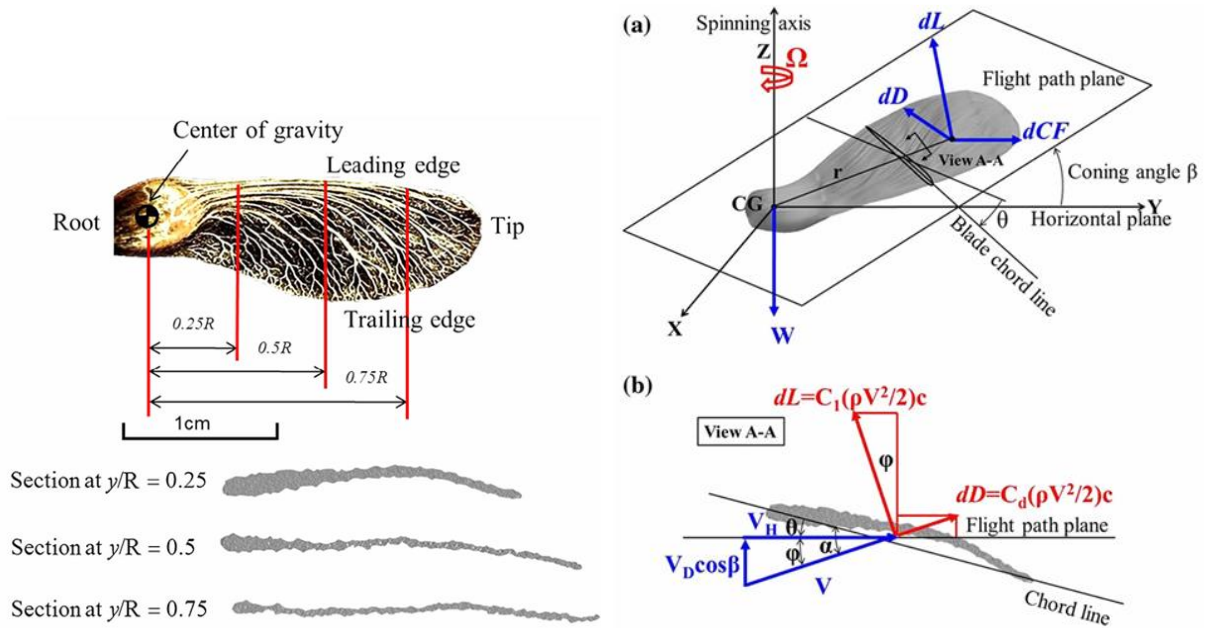 Center of gravity
Leading edge
Root
Tip
Trailing edge
0.25R
0.5R
0.75R
1cm
Section at y/R = 0.25
Section at y/R = 0.5
Section at y/R = 0.75
(a)
Spinning axis
Z
Ω
dL
Flight path plane
dD
dCF
View A-A
r
Coning angle β
CG
Y
θ
Horizontal plane
Blade chord line
X
W
(b)
dL=C₁(ρV²/2)c
View A-A
φ
dD=C_d(ρV²/2)c
Flight path plane
V_H
θ
α
φ
V_Dcosβ
V
Chord line